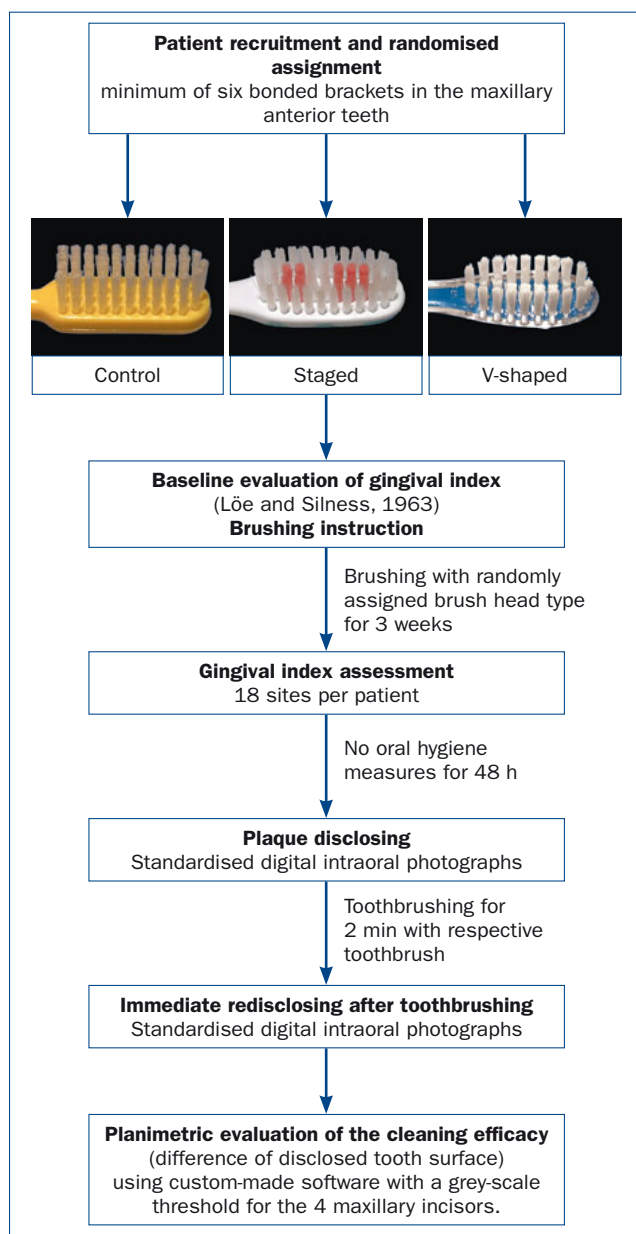 Patient recruitment and randomised
assignment
minimum of six bonded brackets in the maxillary
anterior teeth
Control
Staged
V-shaped
Baseline evaluation of gingival index
(Löe and Silness, 1963)
Brushing instruction
Brushing with randomly
assigned brush head type
for 3 weeks
Gingival index assessment
18 sites per patient
No oral hygiene
measures for 48 h
Plaque disclosing
Standardised digital intraoral photographs
Toothbrushing for
2 min with respective
toothbrush
Immediate redisclosing after toothbrushing
Standardised digital intraoral photographs
Planimetric evaluation of the cleaning efficacy
(difference of disclosed tooth surface)
using custom-made software with a grey-scale
threshold for the 4 maxillary incisors.